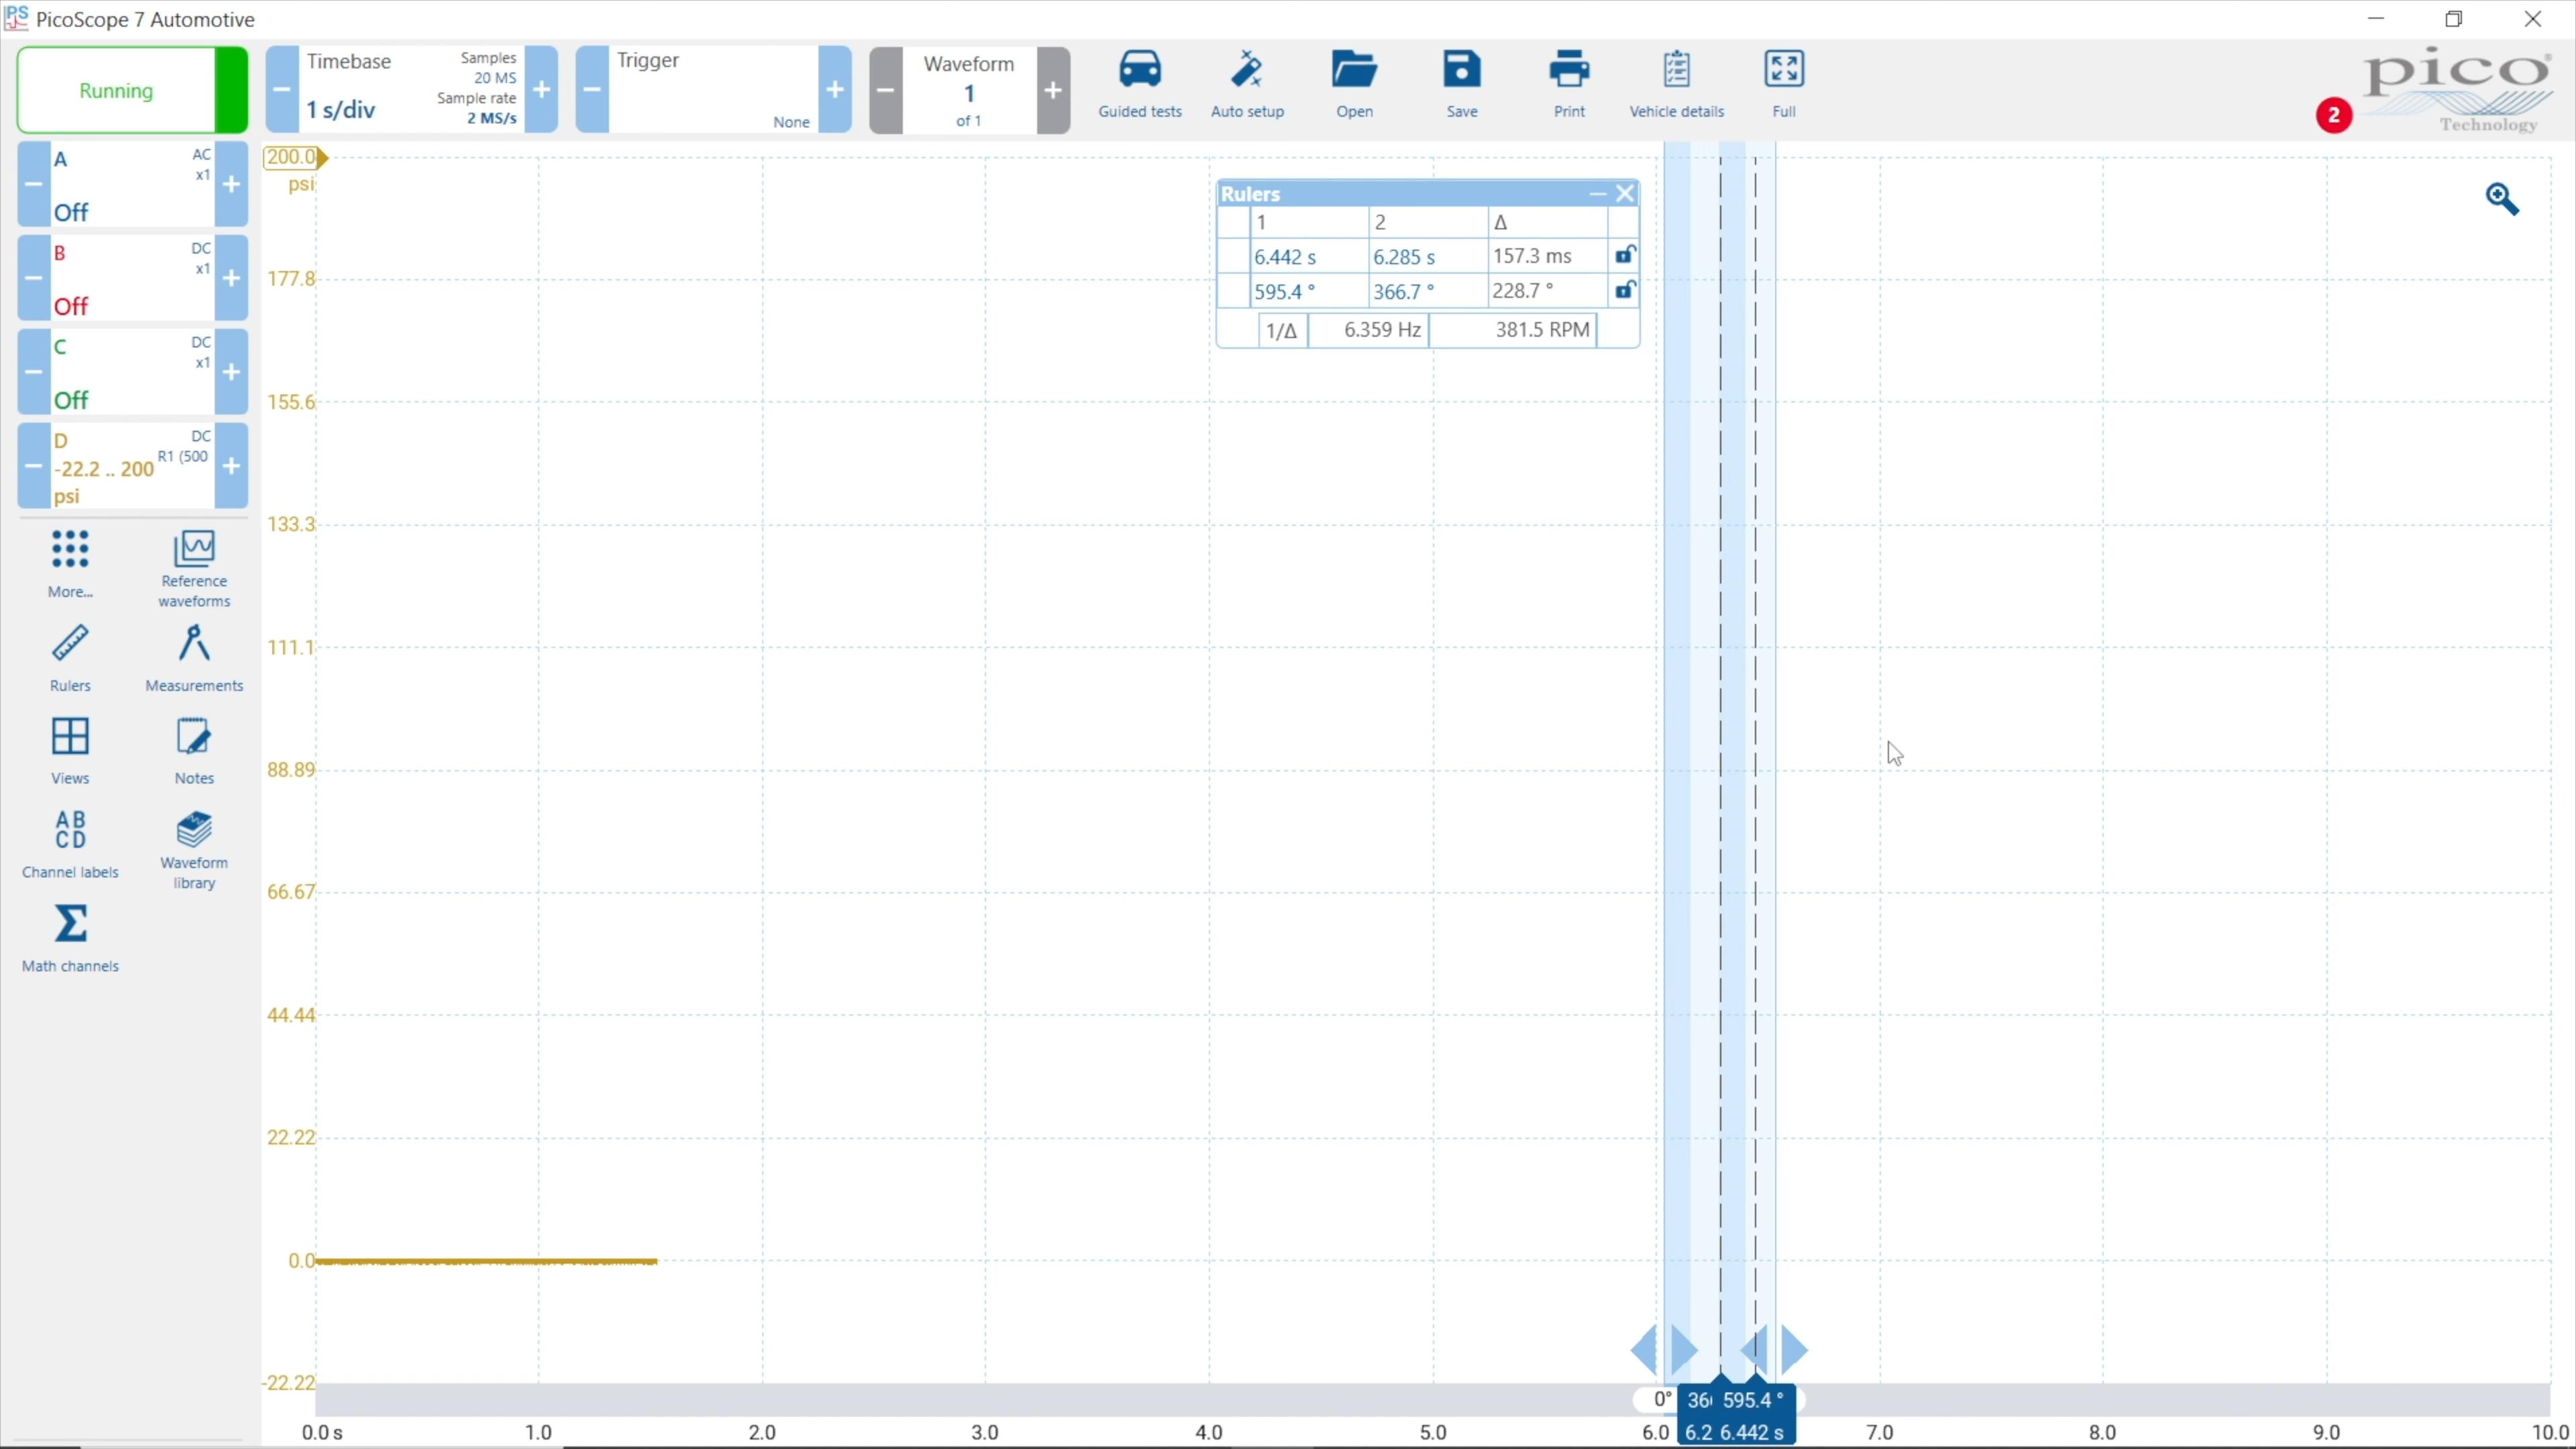 PicoScope 7 Automotive
Running
Timebase
1 s/div
Samples
20 MS
Sample rate
2 MS/s
Trigger
None
Waveform
1
of 1
Guided tests
Auto setup
Open
Save
Print
Vehicle details
Full
2
pico
Technology
A
AC
x1
Off
B
DC
x1
Off
C
DC
x1
Off
D
DC
R1 (500
-22.2 .. 200
psi
More...
Reference
waveforms
Rulers
Measurements
Views
Notes
A B
C D
Channel labels
Waveform
library
Σ
Math channels
200.0
psi
177.8
155.6
133.3
111.1
88.89
66.67
44.44
22.22
0.0
-22.22
Rulers
1 2 Δ
6.442 s 6.285 s 157.3 ms
595.4 ° 366.7 ° 228.7 °
1/Δ 6.359 Hz 381.5 RPM
0° 36 595.4 °
6.2 6.442 s
0.0 s 1.0 2.0 3.0 4.0 5.0 6.0 7.0 8.0 9.0 10.0